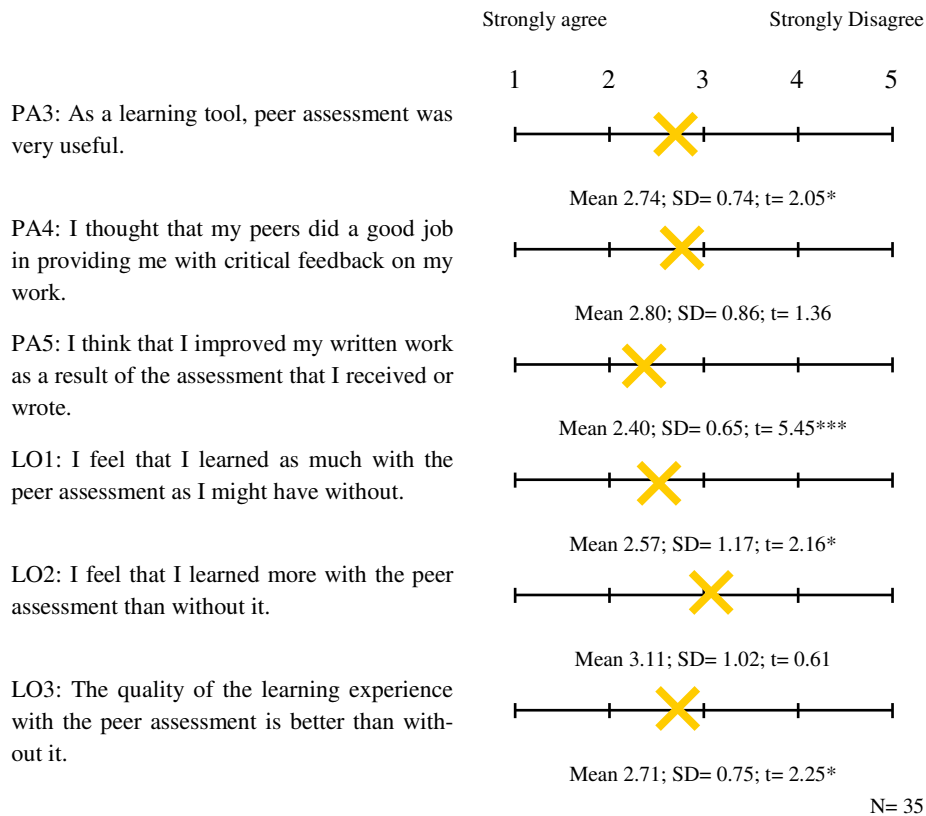 Strongly agree Strongly Disagree
1 2 3 4 5
PA3: As a learning tool, peer assessment was
very useful.
Mean 2.74; SD= 0.74; t= 2.05*
PA4: I thought that my peers did a good job
in providing me with critical feedback on my
work.
Mean 2.80; SD= 0.86; t= 1.36
PA5: I think that I improved my written work
as a result of the assessment that I received or
wrote.
Mean 2.40; SD= 0.65; t= 5.45***
LO1: I feel that I learned as much with the
peer assessment as I might have without.
Mean 2.57; SD= 1.17; t= 2.16*
LO2: I feel that I learned more with the peer
assessment than without it.
Mean 3.11; SD= 1.02; t= 0.61
LO3: The quality of the learning experience
with the peer assessment is better than with-
out it.
Mean 2.71; SD= 0.75; t= 2.25*
N= 35